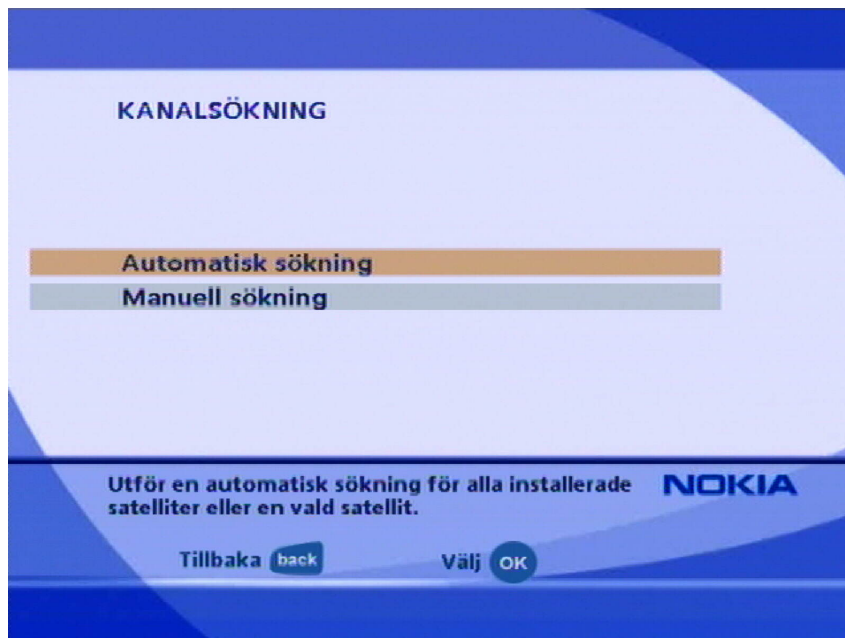 KANALSÖKNING
Automatisk sökning
Manuell sökning
Utför en automatisk sökning för alla installerade
satelliter eller en vald satellit.
NOKIA
Tillbaka back
Välj OK